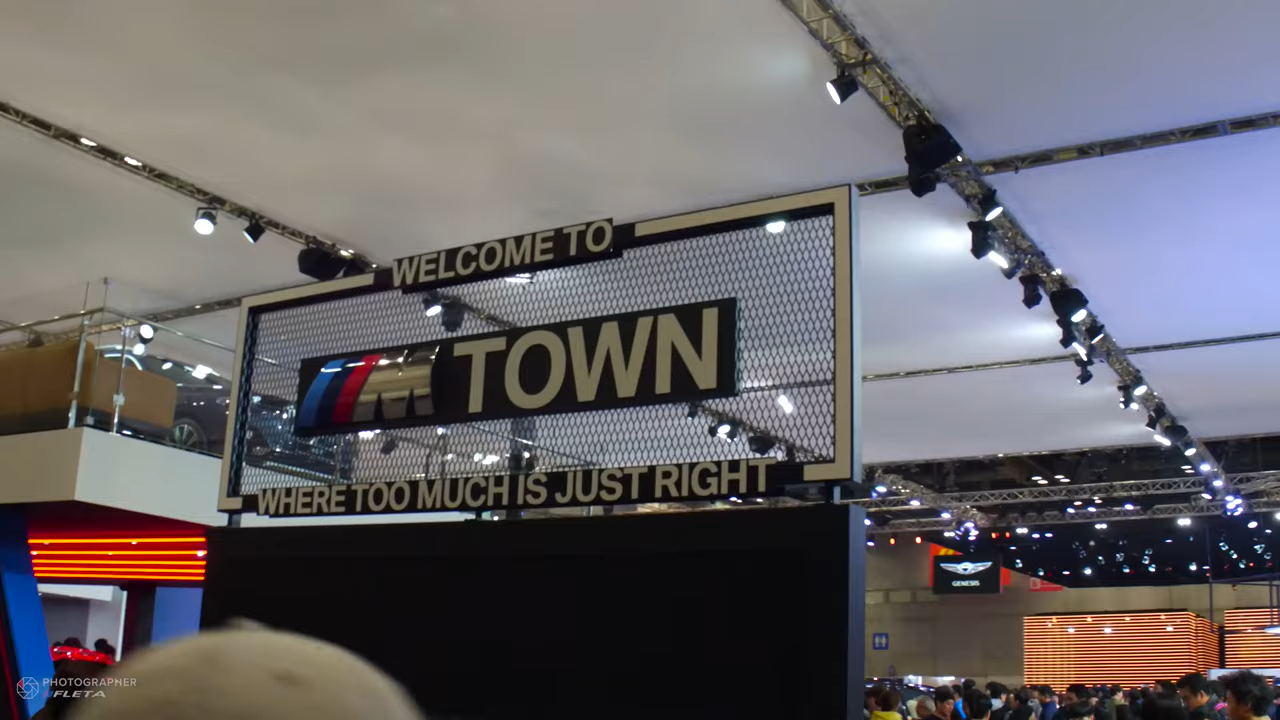 WELCOME TO
M TOWN
WHERE TOO MUCH IS JUST RIGHT
GENESIS
PHOTOGRAPHER
FLETA